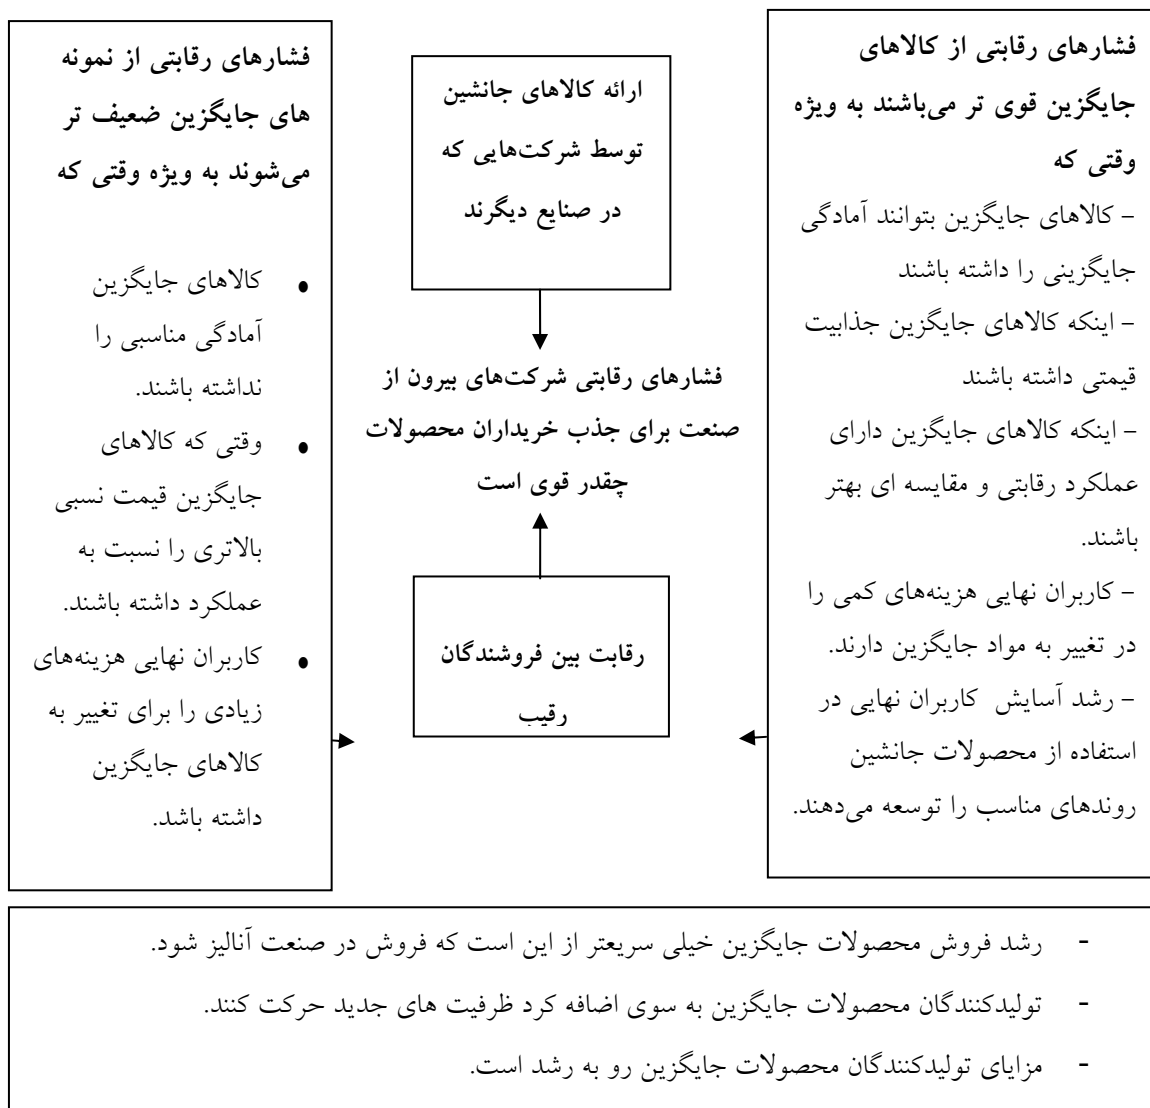 فشارهای رقابتی از کالاهای
جایگزین قوی تر می‌باشند به ویژه
وقتی که
– کالاهای جایگزین بتوانند آمادگی
جایگزینی را داشته باشند
– اینکه کالاهای جایگزین جذابیت
قیمتی داشته باشند
– اینکه کالاهای جایگزین دارای
عملکرد رقابتی و مقایسه ای بهتر
باشند.
– کاربران نهایی هزینه‌های کمی را
در تغییر به مواد جایگزین دارند.
– رشد آسایش کاربران نهایی در
استفاده از محصولات جانشین
روندهای مناسب را توسعه می‌دهند.
ارائه کالاهای جانشین
توسط شرکت‌هایی که
در صنایع دیگرند
فشارهای رقابتی شرکت‌های بیرون از
صنعت برای جذب خریداران محصولات
چقدر قوی است
رقابت بین فروشندگان
رقیب
فشارهای رقابتی از نمونه
های جایگزین ضعیف تر
می‌شوند به ویژه وقتی که
• کالاهای جایگزین
آمادگی مناسبی را
نداشته باشند.
• وقتی که کالاهای
جایگزین قیمت نسبی
بالاتری را نسبت به
عملکرد داشته باشند.
• کاربران نهایی هزینه‌های
زیادی را برای تغییر به
کالاهای جایگزین
داشته باشد.
- رشد فروش محصولات جایگزین خیلی سریعتر از این است که فروش در صنعت آنالیز شود.
- تولیدکنندگان محصولات جایگزین به سوی اضافه کرد ظرفیت های جدید حرکت کنند.
- مزایای تولیدکنندگان محصولات جایگزین رو به رشد است.